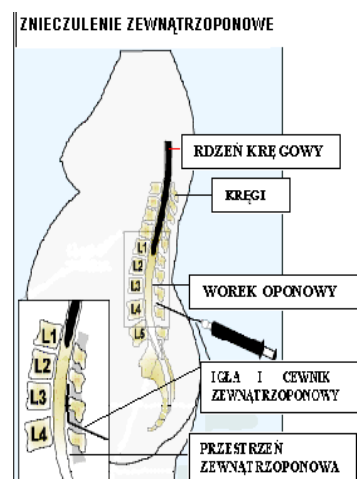 ZNIECZULENIE ZEWNĄTRZOPONOWE
RDZEŃ KRĘGOWY
KRĘGI
L1
L2
L3
L4
L5
WOREK OPONOWY
L1
L2
L3
L4
IGŁA I CEWNIK
ZEWNĄTRZOPONOWY
PRZESTRZEŃ
ZEWNĄTRZOPONOWA